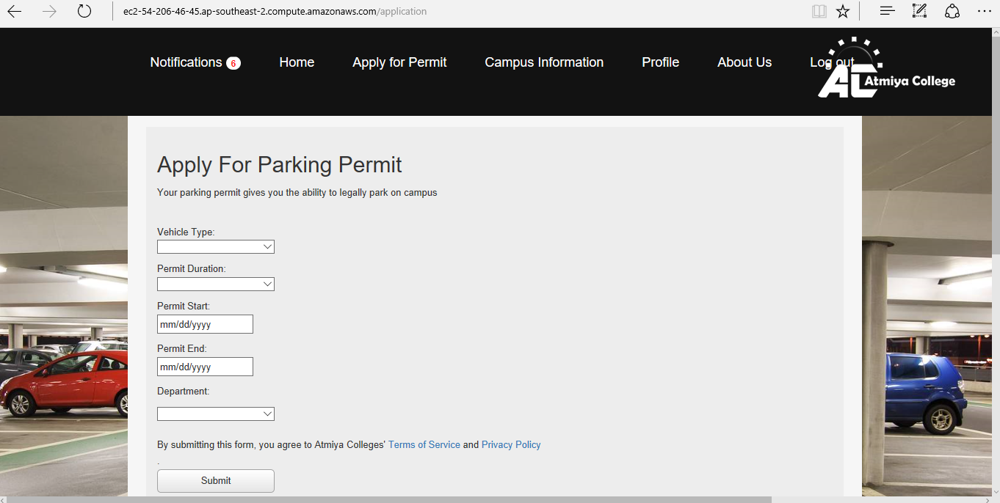 ec2-54-206-46-45.ap-southeast-2.compute.amazonaws.com/application
Notifications 6 Home Apply for Permit Campus Information Profile About Us Log out
AC Atmiya College
Apply For Parking Permit
Your parking permit gives you the ability to legally park on campus
Vehicle Type:
Permit Duration:
Permit Start:
mm/dd/yyyy
Permit End:
mm/dd/yyyy
Department:
By submitting this form, you agree to Atmiya Colleges' Terms of Service and Privacy Policy
.
Submit